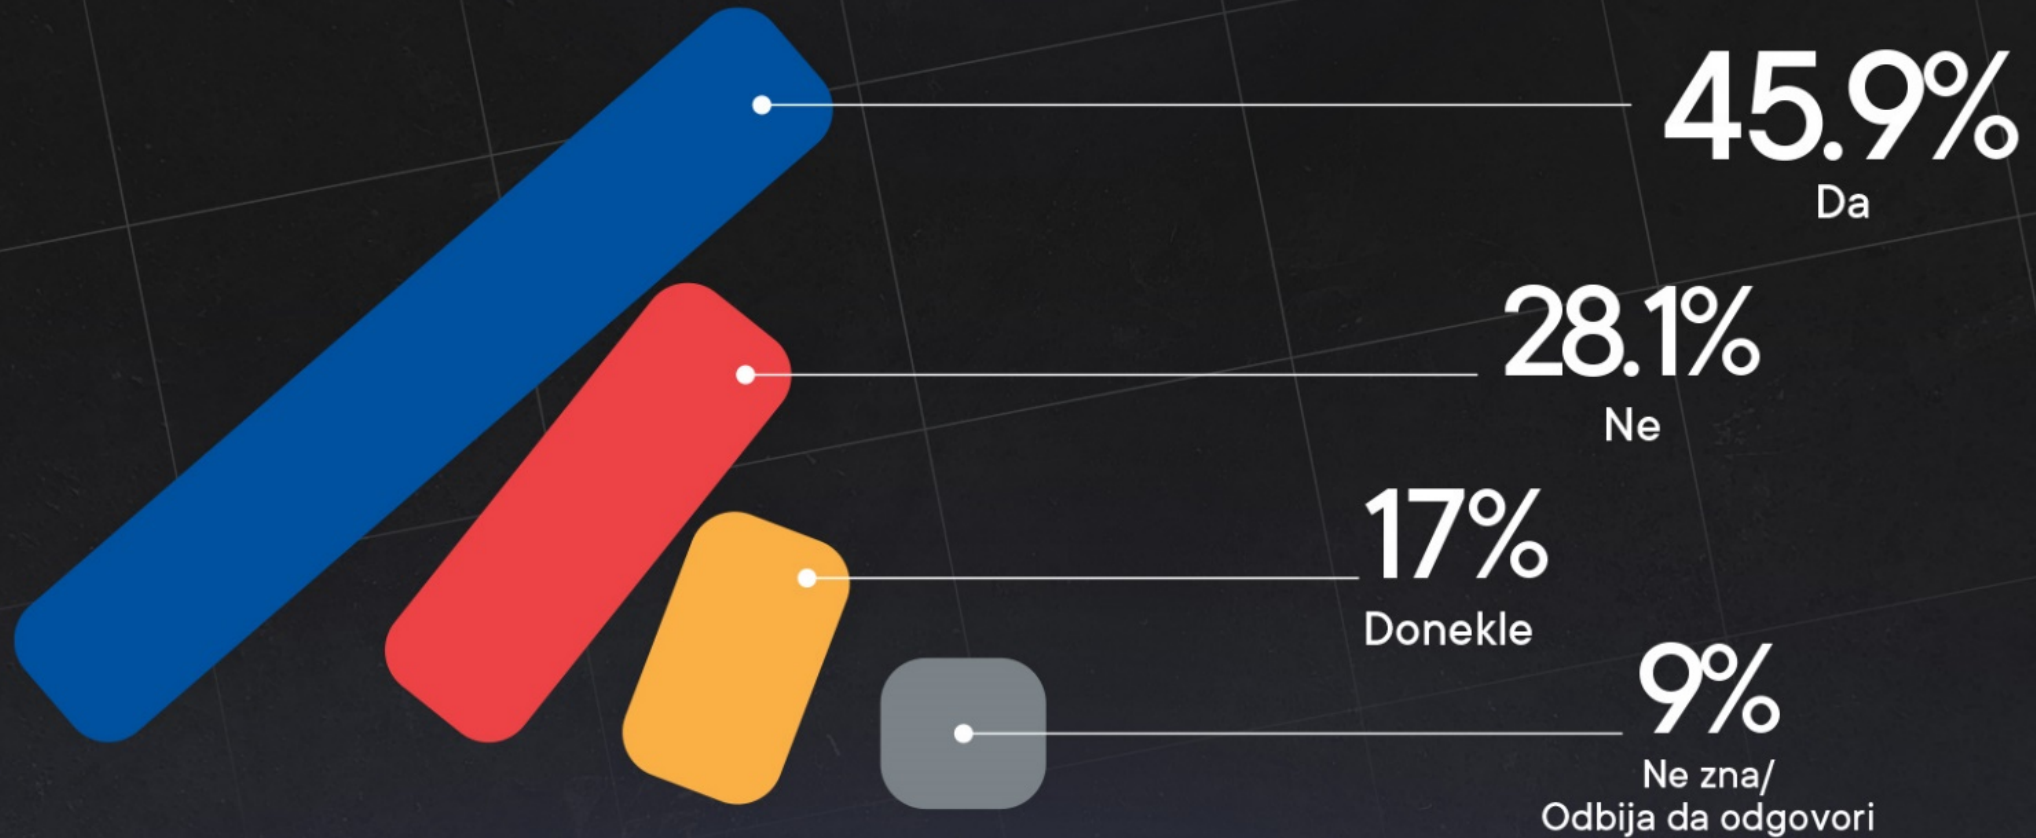 45.9%
Da
28.1%
Ne
17%
Donekle
9%
Ne zna/
Odbija da odgovori